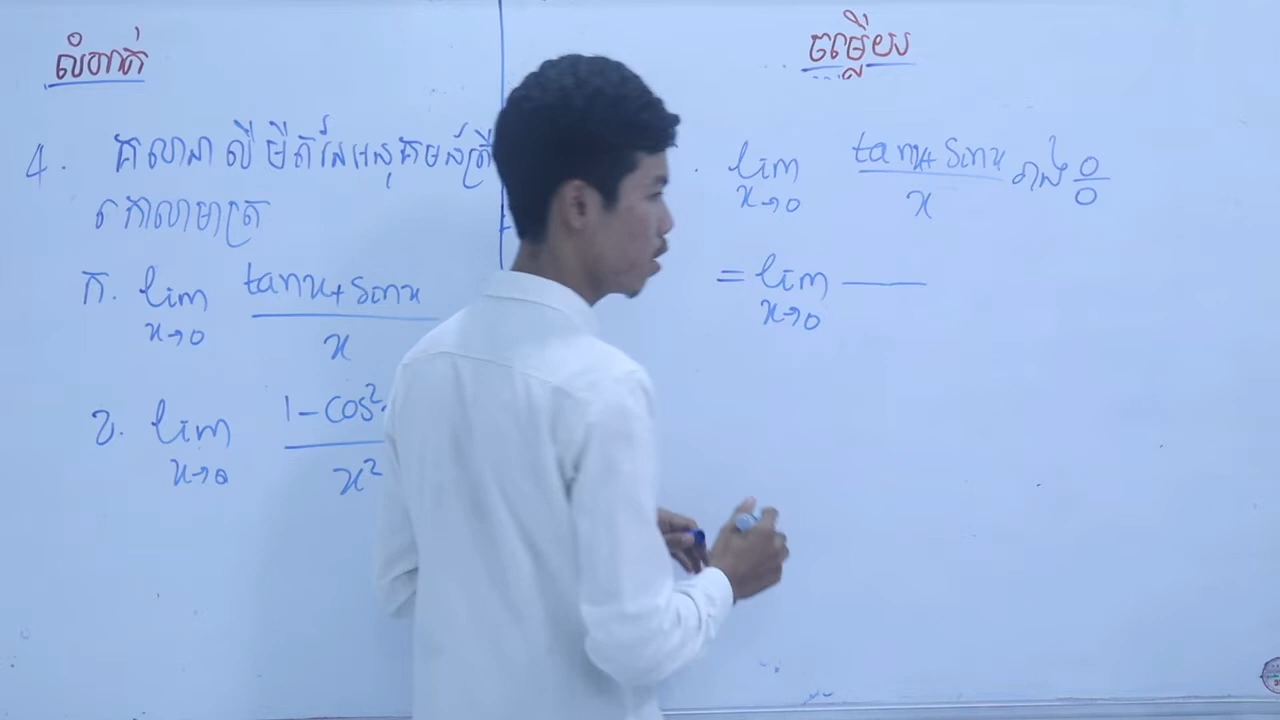 លំហាត់
4. គណនាលីមីតនៃអនុគមន៍ត្រី
កោណមាត្រ
ក. lim x→0 (tanx + sinx)/x
ខ. lim x→0 (1-cos²)/x²
ចម្លើយ
lim x→0 (tanx + sinx)/x រាង 0/0
= lim x→0